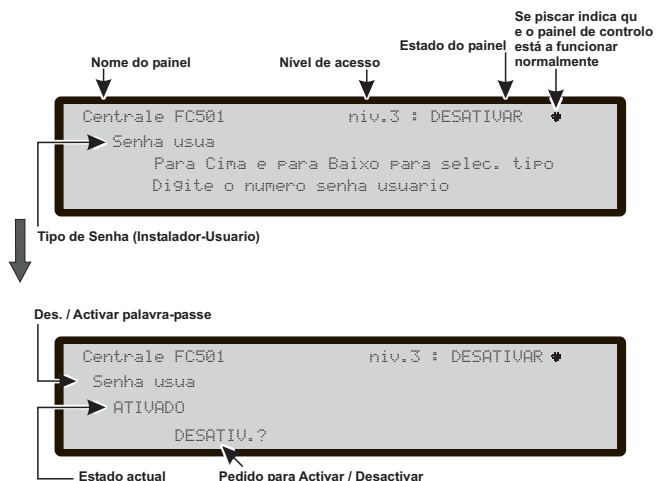 Se piscar indica qu
e o painel de controlo
está a funcionar
normalmente
Estado do painel
Nível de acesso
Nome do painel
Centrale FC501 niv.3 : DESATIVAR
Senha usua
Para Cima e para Baixo para selec. tipo
Digite o numero senha usuario
Tipo de Senha (Instalador-Usuario)
Des. / Activar palavra-passe
Centrale FC501 niv.3 : DESATIVAR
Senha usua
ATIVADO
DESATIV.?
Estado actual Pedido para Activar / Desactivar